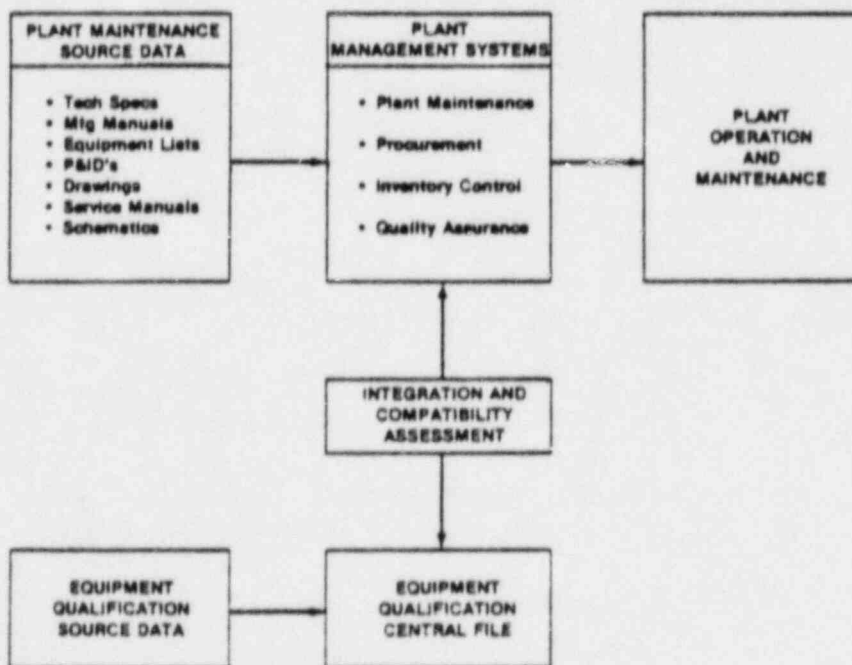 PLANT MAINTENANCE
SOURCE DATA
• Tech Specs
• Mfg Manuals
• Equipment Lists
• P&ID's
• Drawings
• Service Manuals
• Schematics
PLANT
MANAGEMENT SYSTEMS
• Plant Maintenance
• Procurement
• Inventory Control
• Quality Assurance
PLANT
OPERATION
AND
MAINTENANCE
INTEGRATION AND
COMPATIBILITY
ASSESSMENT
EQUIPMENT
QUALIFICATION
SOURCE DATA
EQUIPMENT
QUALIFICATION
CENTRAL FILE